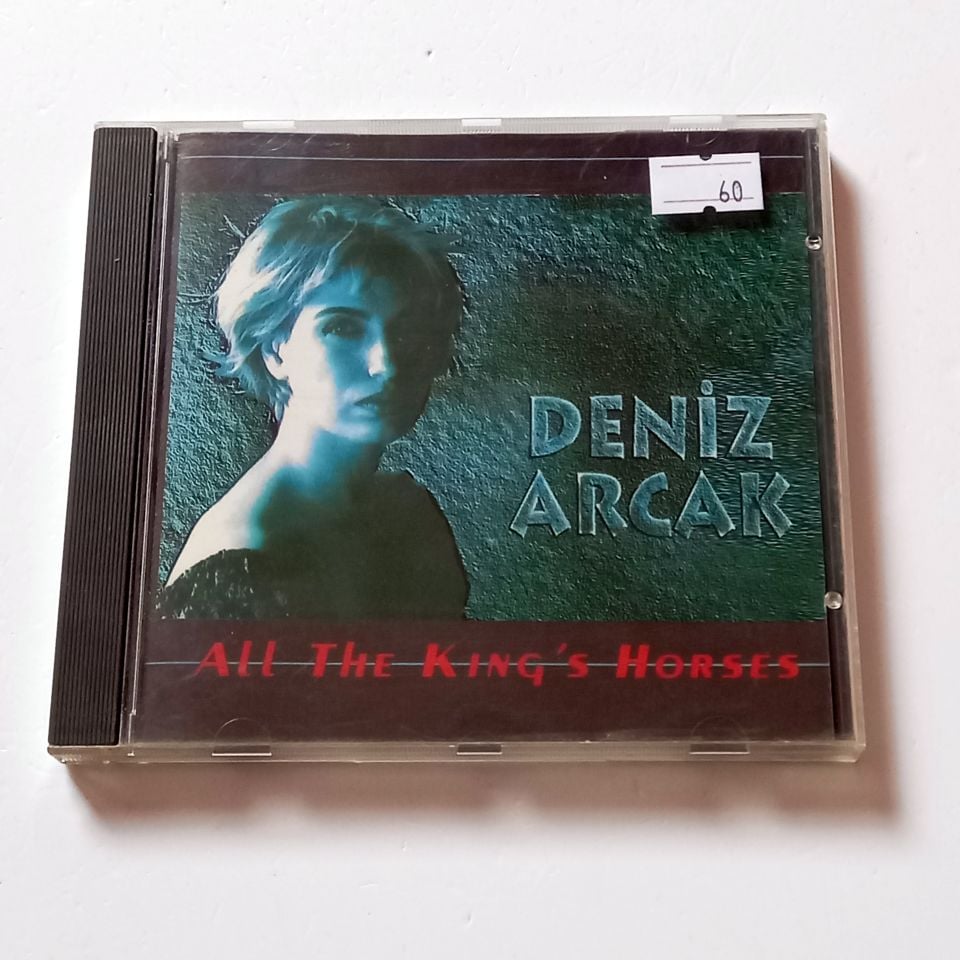 60
DENİZ
ARCAK
All The King's Horses